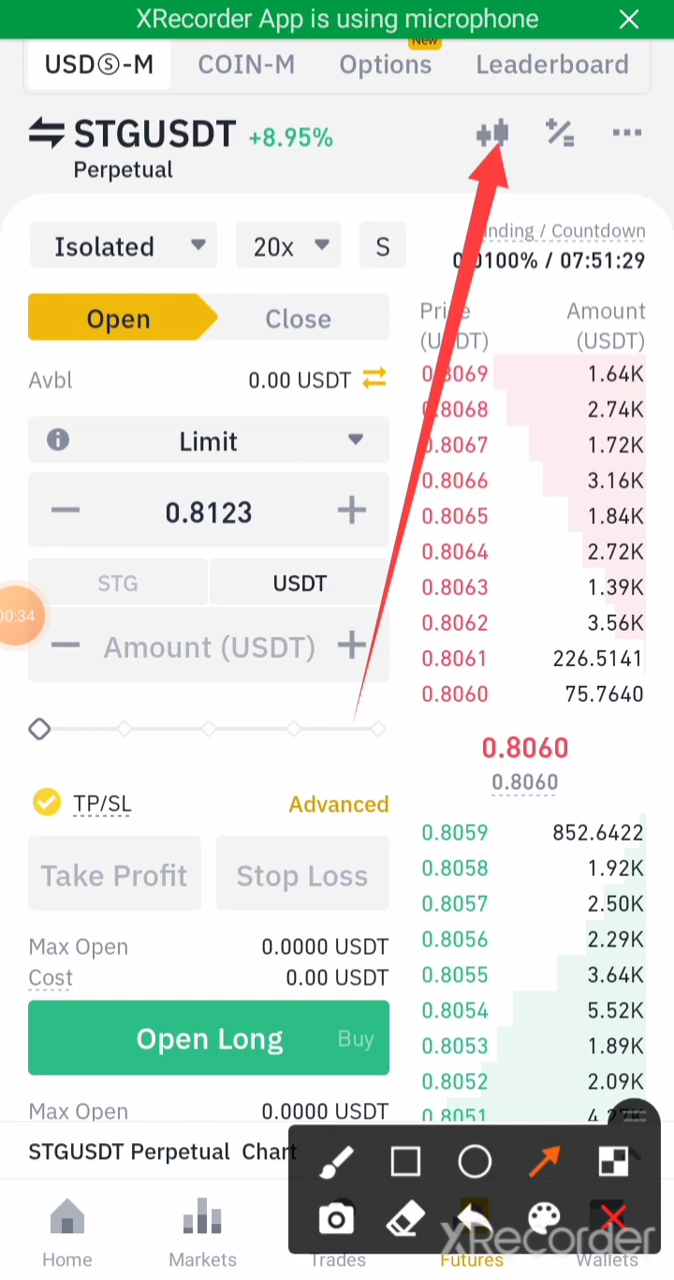 XRecorder App is using microphone
USDⓈ-M COIN-M Options New Leaderboard
STGUSDT +8.95%
Perpetual
Isolated 20x S
nding / Countdown
0.0100% / 07:51:29
Open Close
Price Amount
(USDT) (USDT)
Avbl 0.00 USDT
0.8069 1.64K
0.8068 2.74K
Limit
0.8067 1.72K
0.8066 3.16K
0.8123
0.8065 1.84K
0.8064 2.72K
STG USDT
0.8063 1.39K
00:34
0.8062 3.56K
Amount (USDT)
0.8061 226.5141
0.8060 75.7640
0.8060
0.8060
TP/SL Advanced
0.8059 852.6422
0.8058 1.92K
Take Profit Stop Loss
0.8057 2.50K
0.8056 2.29K
Max Open 0.0000 USDT
Cost 0.00 USDT
0.8055 3.64K
0.8054 5.52K
Open Long Buy
0.8053 1.89K
0.8052 2.09K
Max Open 0.0000 USDT
0.8051 4.27K
STGUSDT Perpetual Chart
XRecorder
Home Markets Trades Futures Wallets